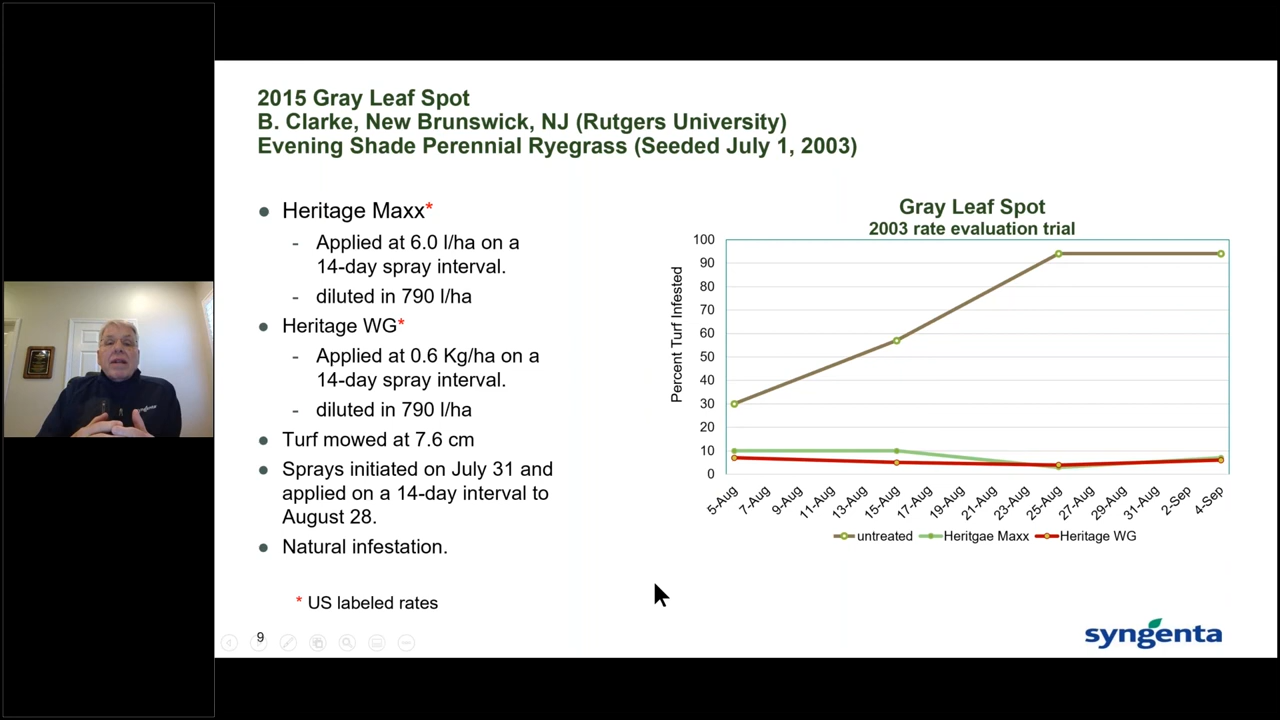 2015 Gray Leaf Spot
B. Clarke, New Brunswick, NJ (Rutgers University)
Evening Shade Perennial Ryegrass (Seeded July 1, 2003)
● Heritage Maxx*
- Applied at 6.0 l/ha on a
14-day spray interval.
- diluted in 790 l/ha
● Heritage WG*
- Applied at 0.6 Kg/ha on a
14-day spray interval.
- diluted in 790 l/ha
● Turf mowed at 7.6 cm
● Sprays initiated on July 31 and
applied on a 14-day interval to
August 28.
● Natural infestation.
* US labeled rates
9
Gray Leaf Spot
2003 rate evaluation trial
Percent Turf Infested
100
90
80
70
60
50
40
30
20
10
0
5-Aug
7-Aug
9-Aug
11-Aug
13-Aug
15-Aug
17-Aug
19-Aug
21-Aug
23-Aug
25-Aug
27-Aug
29-Aug
31-Aug
2-Sep
4-Sep
untreated Heritgae Maxx Heritage WG
syngenta
syngenta